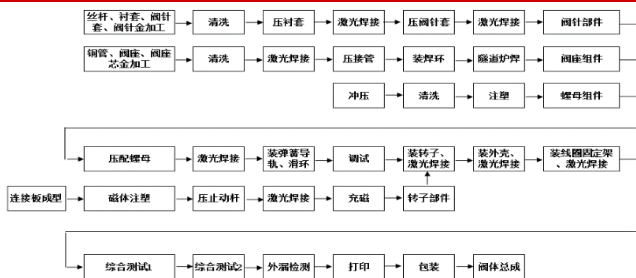 丝杆、衬套、阀针
套、阀针金加工
清洗
压衬套
激光焊接
压阀针套
激光焊接
阀针部件
铜管、阀座、阀座
芯金加工
清洗
激光焊接
压接管
装焊环
隧道炉焊
阀座组件
冲压
清洗
注塑
螺母组件
压配螺母
激光焊接
装弹簧导
轨、滑环
调试
装转子、
激光焊接
装外壳、
激光焊接
装线圈固定架
、激光焊接
连接板成型
磁体注塑
压止动杆
激光焊接
充磁
转子部件
综合测试1
综合测试2
外漏检测
打印
包装
阀体总成